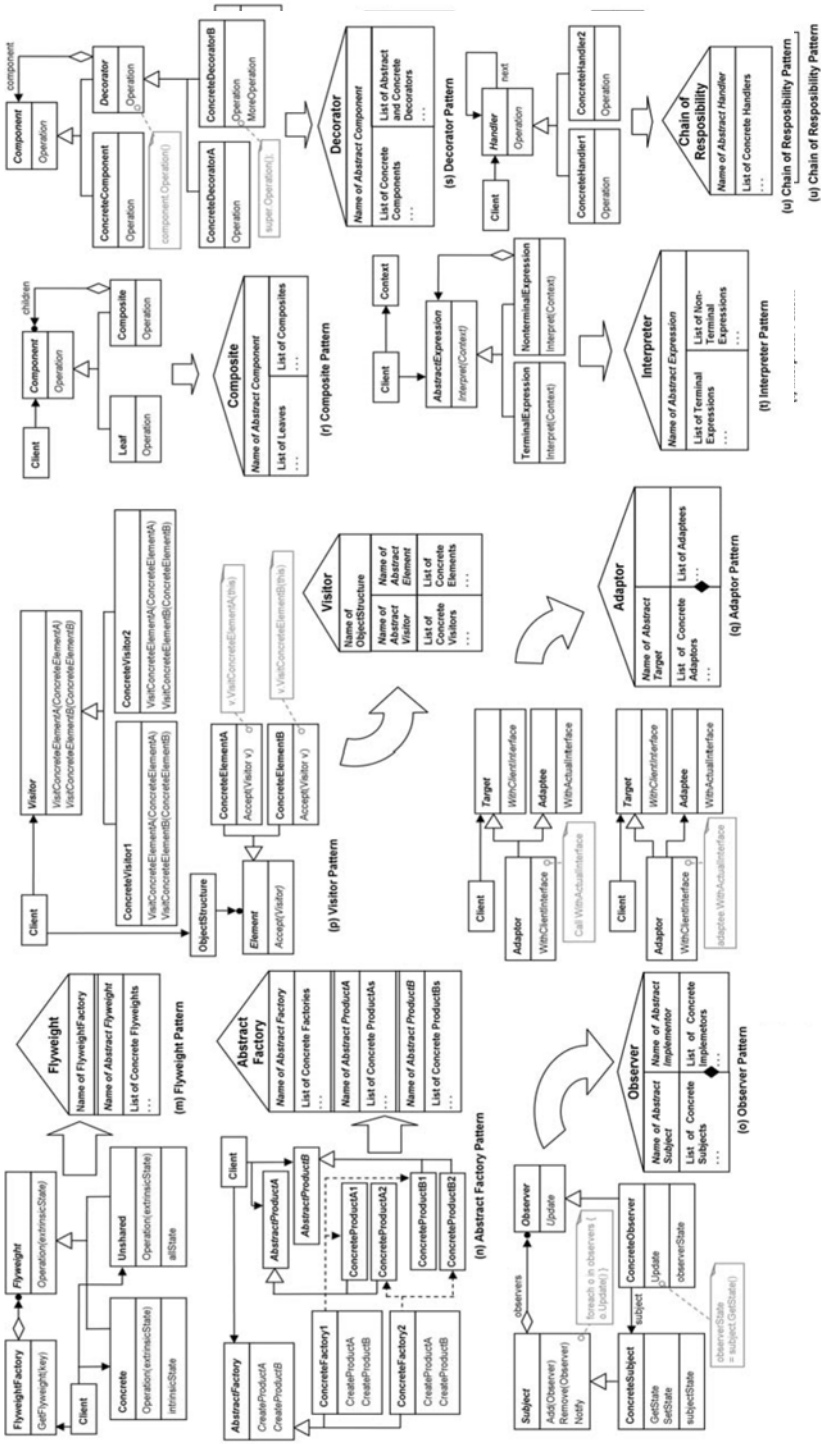 FlyweightFactory
GetFlyweight(key)
Flyweight
Operation(extrinsicState)
Client
Concrete
Operation(extrinsicState)
intrinsicState
Unshared
Operation(extrinsicState)
allState
Flyweight
Name of FlyweightFactory
Name of Abstract Flyweight
List of Concrete Flyweights
...
(m) Flyweight Pattern
Client
AbstractFactory
CreateProductA
CreateProductB
AbstractProductA
AbstractProductB
ConcreteProductA1
ConcreteProductA2
ConcreteProductB1
ConcreteProductB2
ConcreteFactory1
CreateProductA
CreateProductB
ConcreteFactory2
CreateProductA
CreateProductB
Abstract
Factory
Name of Abstract Factory
List of Concrete Factories
...
Name of Abstract ProductA
List of Concrete ProductAs
...
Name of Abstract ProductB
List of Concrete ProductBs
...
(n) Abstract Factory Pattern
Subject
Add(Observer)
Remove(Observer)
Notify
observers
Observer
Update
foreach o in observers {
o.Update() }
ConcreteSubject
GetState
SetState
subjectState
subject
ConcreteObserver
Update
observerState
observerState
= subject.GetState()
Observer
Name of Abstract
Subject
Name of Abstract
Implementor
List of Concrete
Subjects
...
List of Concrete
Implemetors
...
(o) Observer Pattern
Client
Visitor
VisitConcreteElementA(ConcreteElementA)
VisitConcreteElementB(ConcreteElementB)
ConcreteVisitor1
VisitConcreteElementA(ConcreteElementA)
VisitConcreteElementB(ConcreteElementB)
ConcreteVisitor2
VisitConcreteElementA(ConcreteElementA)
VisitConcreteElementB(ConcreteElementB)
ObjectStructure
Element
Accept(Visitor)
ConcreteElementA
Accept(Visitor v)
v.VisitConcreteElementA(this)
ConcreteElementB
Accept(Visitor v)
v.VisitConcreteElementB(this)
(p) Visitor Pattern
Visitor
Name of
ObjectStructure
Name of
Abstract
Visitor
Name of
Abstract
Element
List of
Concrete
Visitors
...
List of
Concrete
Elements
...
Client
Target
WithClientInterface
Adaptor
WithClientInterface
Adaptee
WithActualInterface
Call WithActualInterface
Client
Target
WithClientInterface
Adaptor
WithClientInterface
Adaptee
WithActualInterface
adaptee.WithActualInterface
Adaptor
Name of Abstract
Target
List of Concrete
Adaptors
...
List of Adaptees
...
(q) Adaptor Pattern
Client
Component
Operation
children
Leaf
Operation
Composite
Operation
Composite
Name of Abstract Component
List of Leaves
...
List of Composites
...
(r) Composite Pattern
Component
Operation
component
ConcreteComponent
Operation
Decorator
Operation
component.Operation()
ConcreteDecoratorA
Operation
ConcreteDecoratorB
Operation
MoreOperation
super.Operation();
Decorator
Name of Abstract Component
List of Concrete
Components
...
List of Abstract
and Concrete
Decorators
...
(s) Decorator Pattern
Client
Context
AbstractExpression
Interpret(Context)
TerminalExpression
Interpret(Context)
NonterminalExpression
Interpret(Context)
Interpreter
Name of Abstract Expression
List of Terminal
Expressions
...
List of Non-
Terminal
Expressions
...
(t) Interpreter Pattern
Client
Handler
Operation
next
ConcreteHandler1
Operation
ConcreteHandler2
Operation
Chain of
Resposibility
Name of Abstract Handler
List of Concrete Handlers
...
(u) Chain of Resposibility Pattern
(u) Chain of Resposibility Pattern